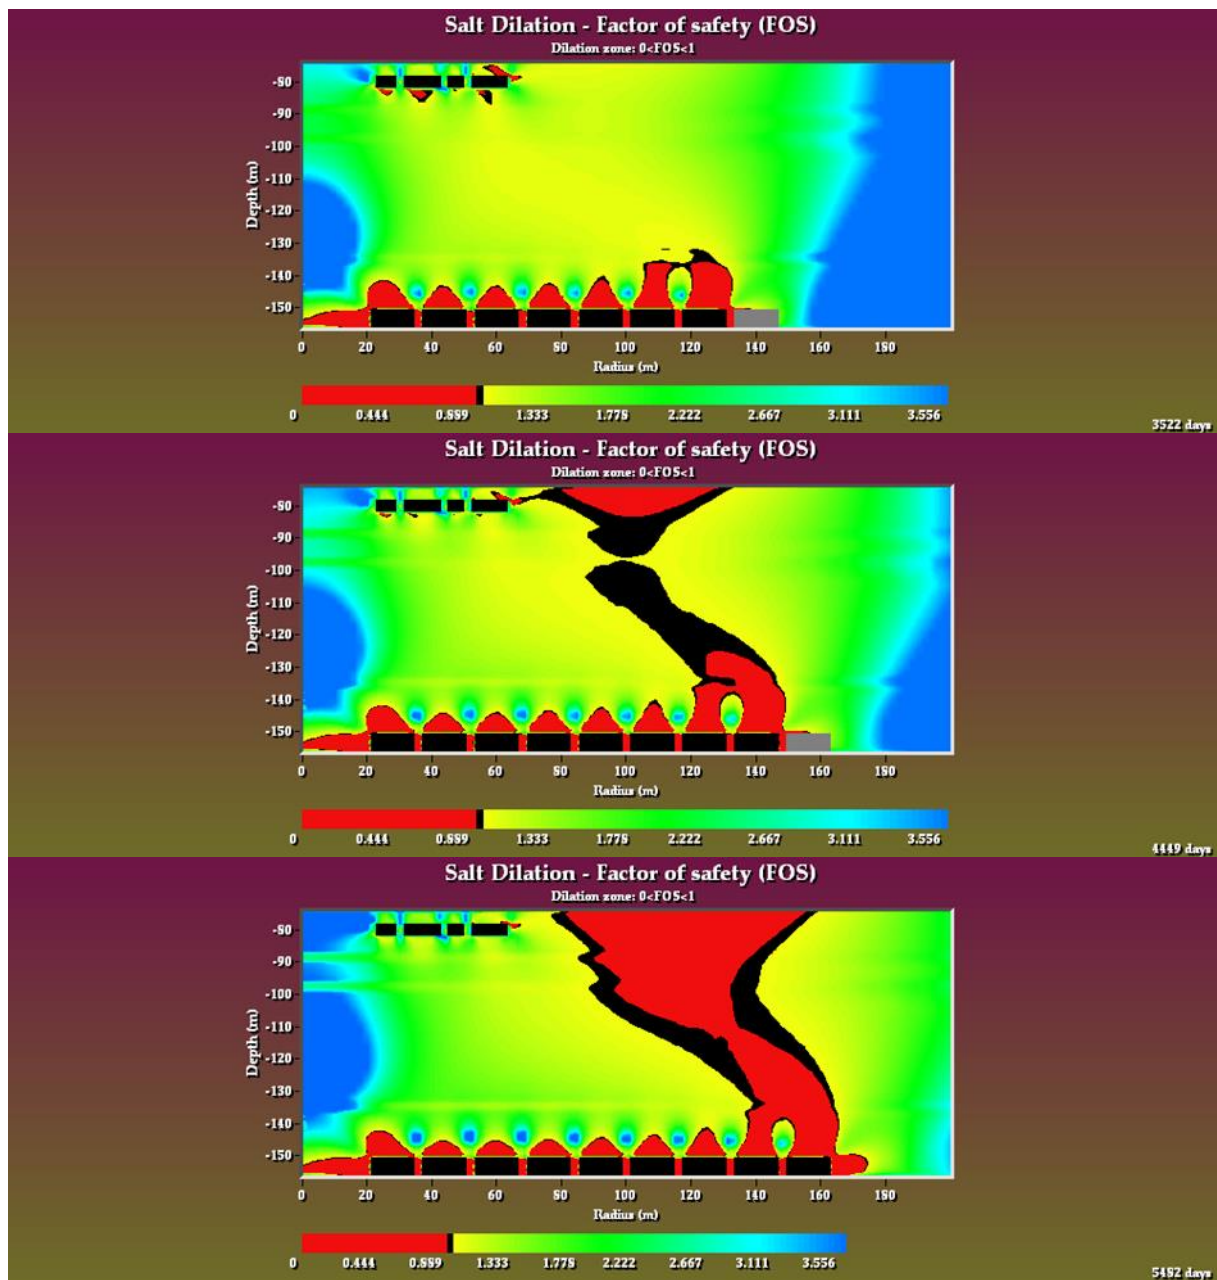 Salt Dilation - Factor of safety (FOS)
Dilation zone: 0<FOS<1
-80
-90
-100
-110
-120
-130
-140
-150
Depth (m)
0 20 40 60 80 100 120 140 160 180
Radius (m)
0 0.444 0.889 1.333 1.778 2.222 2.667 3.111 3.556
3522 days
Salt Dilation - Factor of safety (FOS)
Dilation zone: 0<FOS<1
-80
-90
-100
-110
-120
-130
-140
-150
Depth (m)
0 20 40 60 80 100 120 140 160 180
Radius (m)
0 0.444 0.889 1.333 1.778 2.222 2.667 3.111 3.556
4449 days
Salt Dilation - Factor of safety (FOS)
Dilation zone: 0<FOS<1
-80
-90
-100
-110
-120
-130
-140
-150
Depth (m)
0 20 40 60 80 100 120 140 160 180
Radius (m)
0 0.444 0.889 1.333 1.778 2.222 2.667 3.111 3.556
5482 days